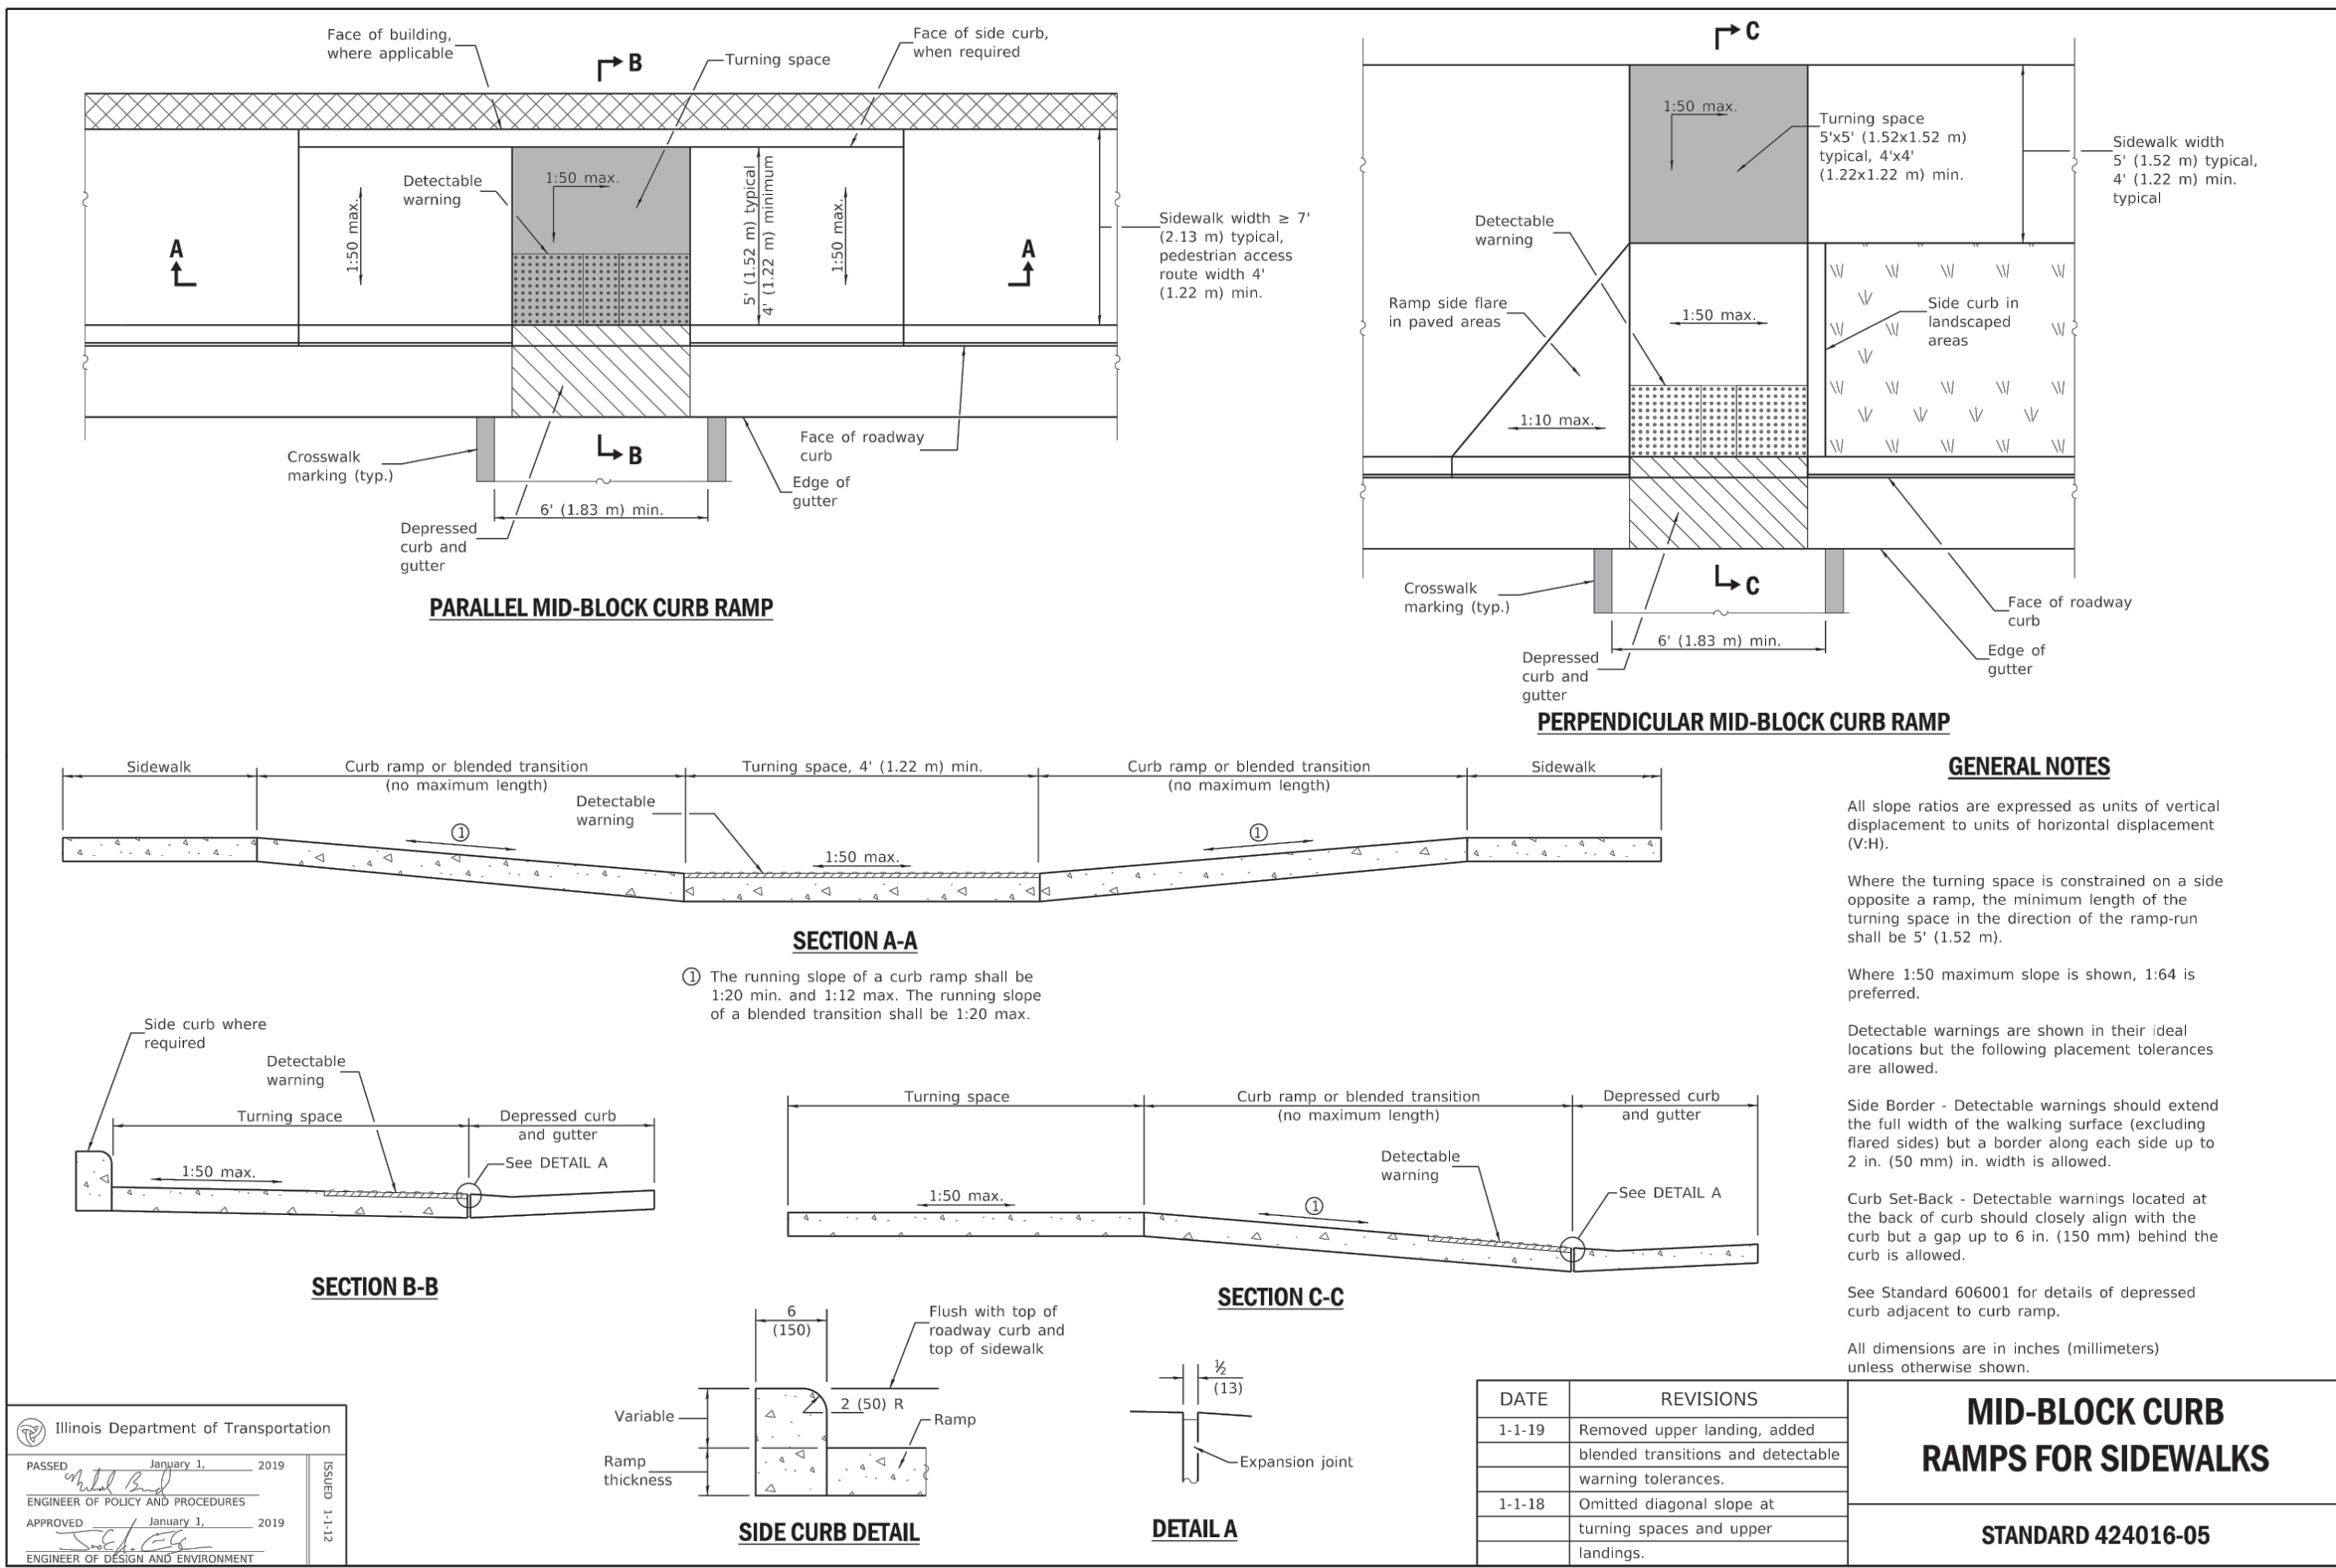 Face of building,
where applicable
B
Turning space
Face of side curb,
when required
Detectable
warning
1:50 max.
1:50 max.
5' (1.52 m) typical
4' (1.22 m) minimum
1:50 max.
A
A
Sidewalk width ≥ 7'
(2.13 m) typical,
pedestrian access
route width 4'
(1.22 m) min.
Crosswalk
marking (typ.)
B
Face of roadway
curb
Edge of
gutter
6' (1.83 m) min.
Depressed
curb and
gutter
PARALLEL MID-BLOCK CURB RAMP
C
1:50 max.
Turning space
5'x5' (1.52x1.52 m)
typical, 4'x4'
(1.22x1.22 m) min.
Sidewalk width
5' (1.52 m) typical,
4' (1.22 m) min.
typical
Detectable
warning
Ramp side flare
in paved areas
1:50 max.
Side curb in
landscaped
areas
1:10 max.
Crosswalk
marking (typ.)
C
Face of roadway
curb
6' (1.83 m) min.
Edge of
gutter
Depressed
curb and
gutter
PERPENDICULAR MID-BLOCK CURB RAMP
Sidewalk
Curb ramp or blended transition
(no maximum length)
Turning space, 4' (1.22 m) min.
Curb ramp or blended transition
(no maximum length)
Sidewalk
Detectable
warning
1
1:50 max.
1
SECTION A-A
1 The running slope of a curb ramp shall be
1:20 min. and 1:12 max. The running slope
of a blended transition shall be 1:20 max.
Side curb where
required
Detectable
warning
Turning space
Depressed curb
and gutter
See DETAIL A
1:50 max.
SECTION B-B
Turning space
Curb ramp or blended transition
(no maximum length)
Depressed curb
and gutter
Detectable
warning
See DETAIL A
1:50 max.
1
SECTION C-C
6
(150)
Flush with top of
roadway curb and
top of sidewalk
2 (50) R
Variable
Ramp
Ramp
thickness
SIDE CURB DETAIL
½
(13)
Expansion joint
DETAIL A
GENERAL NOTES
All slope ratios are expressed as units of vertical
displacement to units of horizontal displacement
(V:H).
Where the turning space is constrained on a side
opposite a ramp, the minimum length of the
turning space in the direction of the ramp-run
shall be 5' (1.52 m).
Where 1:50 maximum slope is shown, 1:64 is
preferred.
Detectable warnings are shown in their ideal
locations but the following placement tolerances
are allowed.
Side Border - Detectable warnings should extend
the full width of the walking surface (excluding
flared sides) but a border along each side up to
2 in. (50 mm) in. width is allowed.
Curb Set-Back - Detectable warnings located at
the back of curb should closely align with the
curb but a gap up to 6 in. (150 mm) behind the
curb is allowed.
See Standard 606001 for details of depressed
curb adjacent to curb ramp.
All dimensions are in inches (millimeters)
unless otherwise shown.
Illinois Department of Transportation
PASSED January 1, 2019
ENGINEER OF POLICY AND PROCEDURES
APPROVED January 1, 2019
ENGINEER OF DESIGN AND ENVIRONMENT
ISSUED 1-1-12
DATE REVISIONS
1-1-19 Removed upper landing, added
blended transitions and detectable
warning tolerances.
1-1-18 Omitted diagonal slope at
turning spaces and upper
landings.
MID-BLOCK CURB
RAMPS FOR SIDEWALKS
STANDARD 424016-05